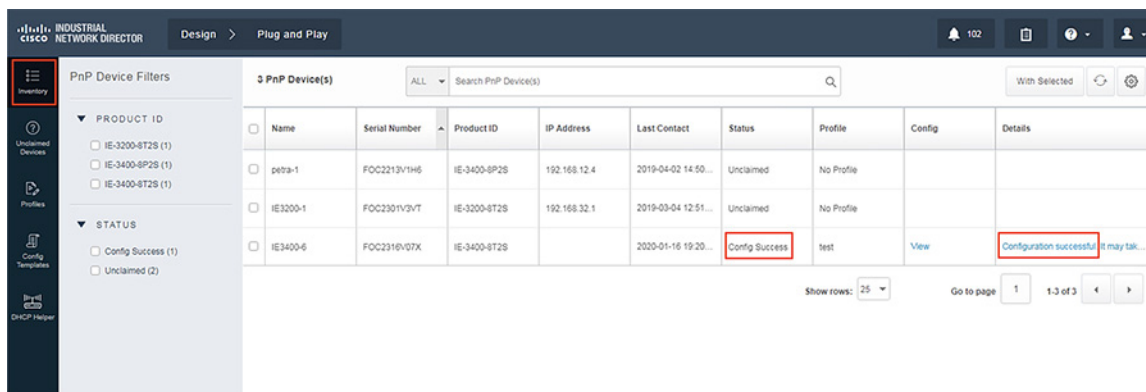 cisco INDUSTRIAL NETWORK DIRECTOR
Design > Plug and Play
102
Inventory
Unclaimed Devices
Profiles
Config Templates
DHCP Helper
PnP Device Filters
PRODUCT ID
IE-3200-8T2S (1)
IE-3400-8P2S (1)
IE-3400-8T2S (1)
STATUS
Config Success (1)
Unclaimed (2)
3 PnP Device(s) ALL Search PnP Device(s) With Selected
Name Serial Number Product ID IP Address Last Contact Status Profile Config Details
petra-1 FOC2213V1H6 IE-3400-8P2S 192.168.12.4 2019-04-02 14:50... Unclaimed No Profile
IE3200-1 FOC2301V3VT IE-3200-8T2S 192.168.32.1 2019-03-04 12:51... Unclaimed No Profile
IE3400-6 FOC2316V07X IE-3400-8T2S 2020-01-16 19:20... Config Success test View Configuration successful. It may tak...
Show rows: 25 Go to page 1 1-3 of 3